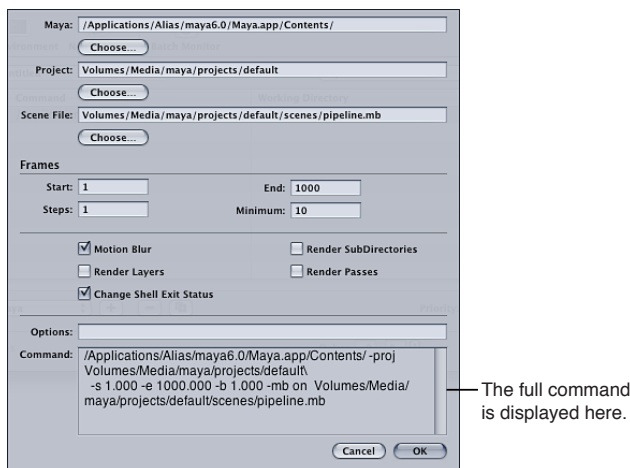 Maya: /Applications/Alias/maya6.0/Maya.app/Contents/
Choose...
Project: Volumes/Media/maya/projects/default
Choose...
Scene File: Volumes/Media/maya/projects/default/scenes/pipeline.mb
Choose...
Frames
Start: 1 End: 1000
Steps: 1 Minimum: 10
Motion Blur Render SubDirectories
Render Layers Render Passes
Change Shell Exit Status
Priority
Options:
Command: /Applications/Alias/maya6.0/Maya.app/Contents/ -proj
Volumes/Media/maya/projects/default\
-s 1.000 -e 1000.000 -b 1.000 -mb on Volumes/Media/
maya/projects/default/scenes/pipeline.mb
The full command
is displayed here.
Cancel OK